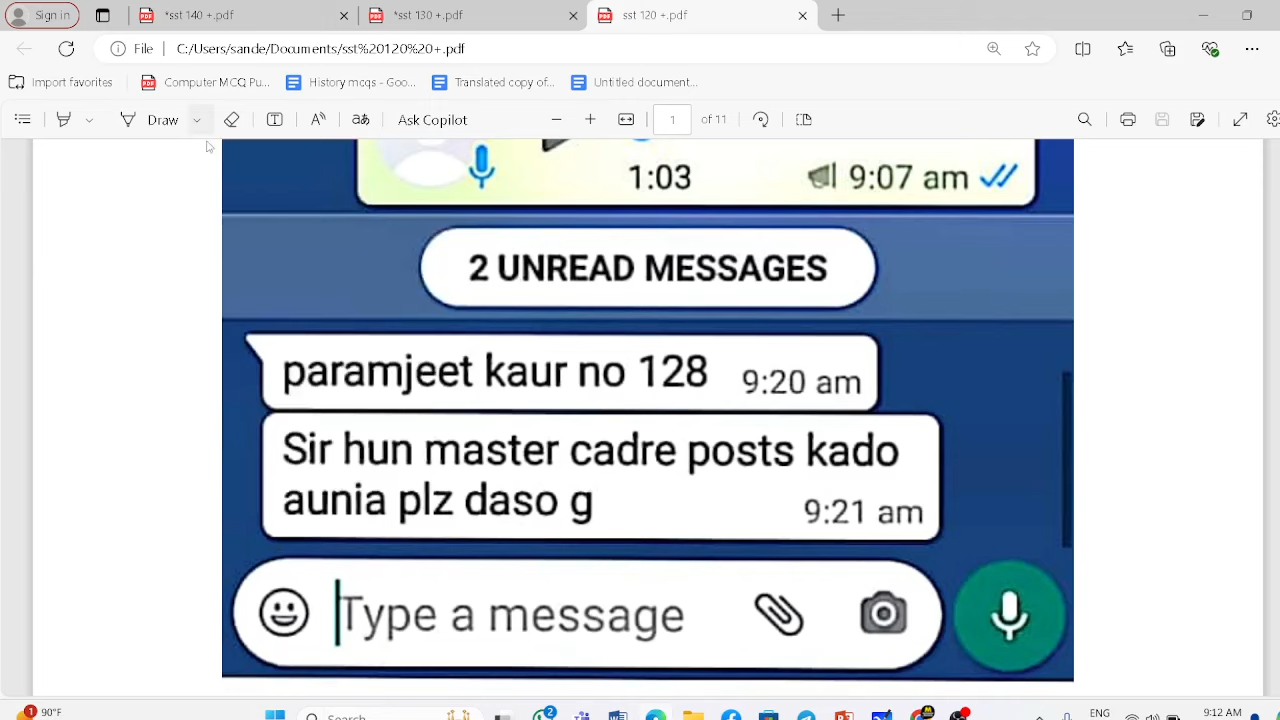 Sign in
*sst 140 +.pdf
*sst 130 +.pdf
sst 120 +.pdf
File
C:/Users/sande/Documents/sst%20120%20+.pdf
Import favorites
Computer MCQ Pu...
History mcqs - Goo...
Translated copy of...
Untitled document...
Draw
Ask Copilot
1
of 11
1:03
9:07 am
2 UNREAD MESSAGES
paramjeet kaur no 128
9:20 am
Sir hun master cadre posts kado
aunia plz daso g
9:21 am
Type a message
1
90°F
Search
2
ENG
9:12 AM